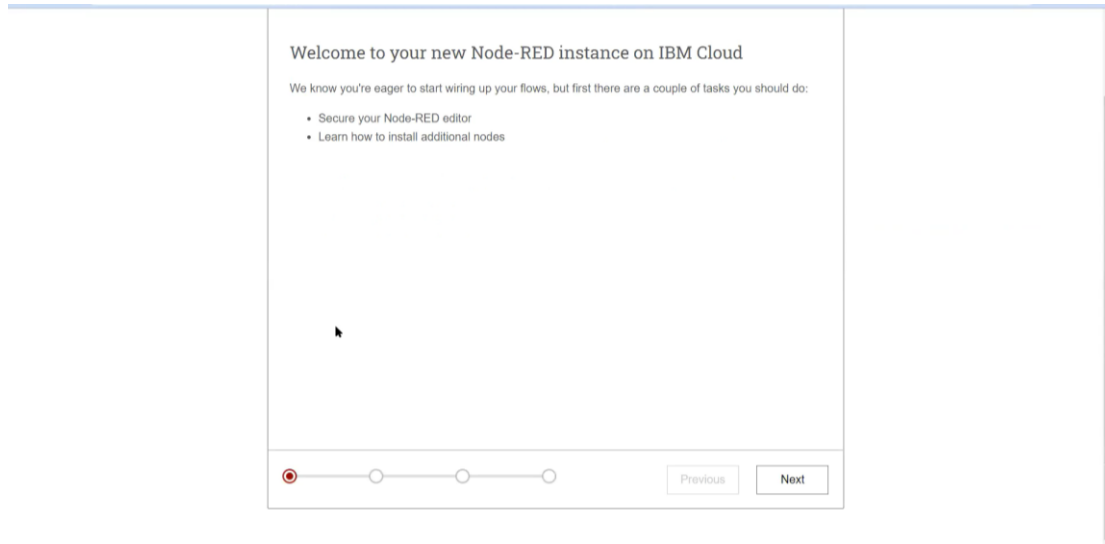 Welcome to your new Node-RED instance on IBM Cloud
We know you're eager to start wiring up your flows, but first there are a couple of tasks you should do:
• Secure your Node-RED editor
• Learn how to install additional nodes
Previous Next